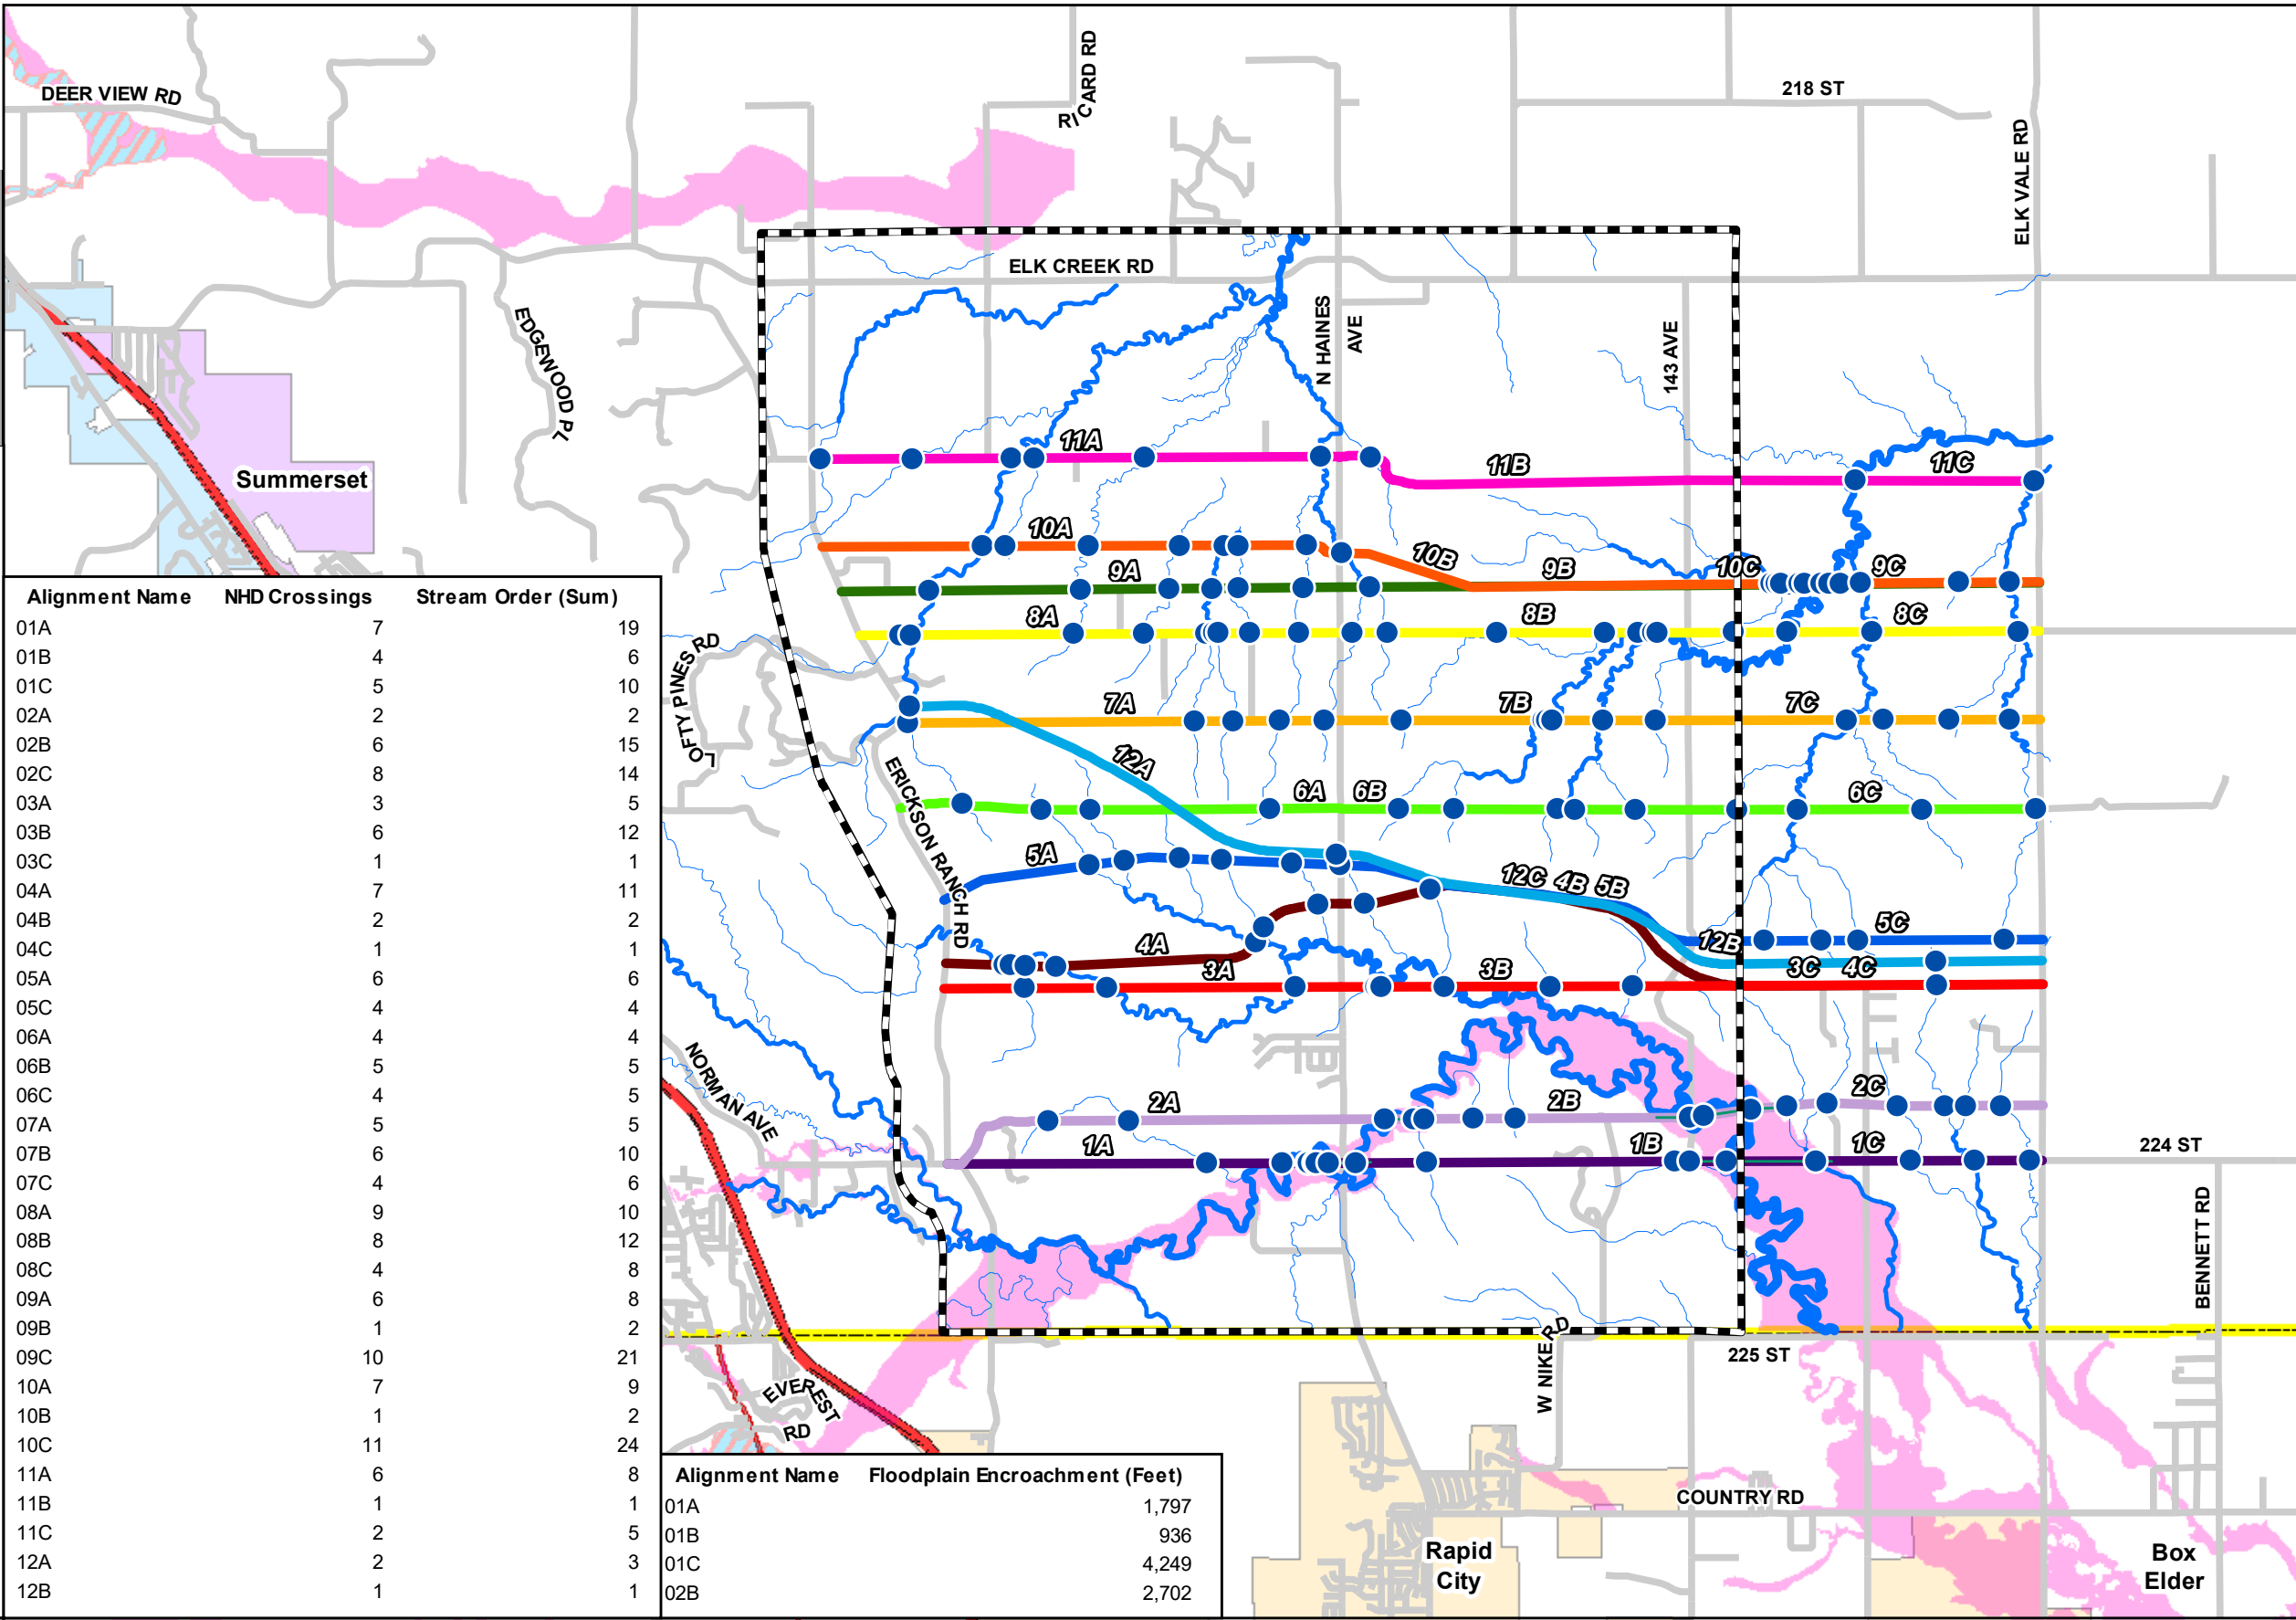 DEER VIEW RD
RICARD RD
218 ST
ELK VALE RD
ELK CREEK RD
EDGEWOOD PL
N HAINES
AVE
143 AVE
Summerset
11A
11B
11C
10A
10B
10C
9A
9B
9C
8A
8B
8C
LOFTY PINES RD
7A
7B
7C
12A
ERICKSON RANCH RD
6A
6B
6C
5A
12C
4B
5B
5C
12B
4A
3A
3B
3C
4C
NORMAN AVE
2A
2B
2C
1A
1B
1C
224 ST
BENNETT RD
225 ST
W NIKE RD
EVEREST
RD
COUNTRY RD
Rapid
City
Box
Elder
Alignment Name NHD Crossings Stream Order (Sum)
01A 7 19
01B 4 6
01C 5 10
02A 2 2
02B 6 15
02C 8 14
03A 3 5
03B 6 12
03C 1 1
04A 7 11
04B 2 2
04C 1 1
05A 6 6
05C 4 4
06A 4 4
06B 5 5
06C 4 5
07A 5 5
07B 6 10
07C 4 6
08A 9 10
08B 8 12
08C 4 8
09A 6 8
09B 1 2
09C 10 21
10A 7 9
10B 1 2
10C 11 24
11A 6 8
11B 1 1
11C 2 5
12A 2 3
12B 1 1
Alignment Name Floodplain Encroachment (Feet)
01A 1,797
01B 936
01C 4,249
02B 2,702